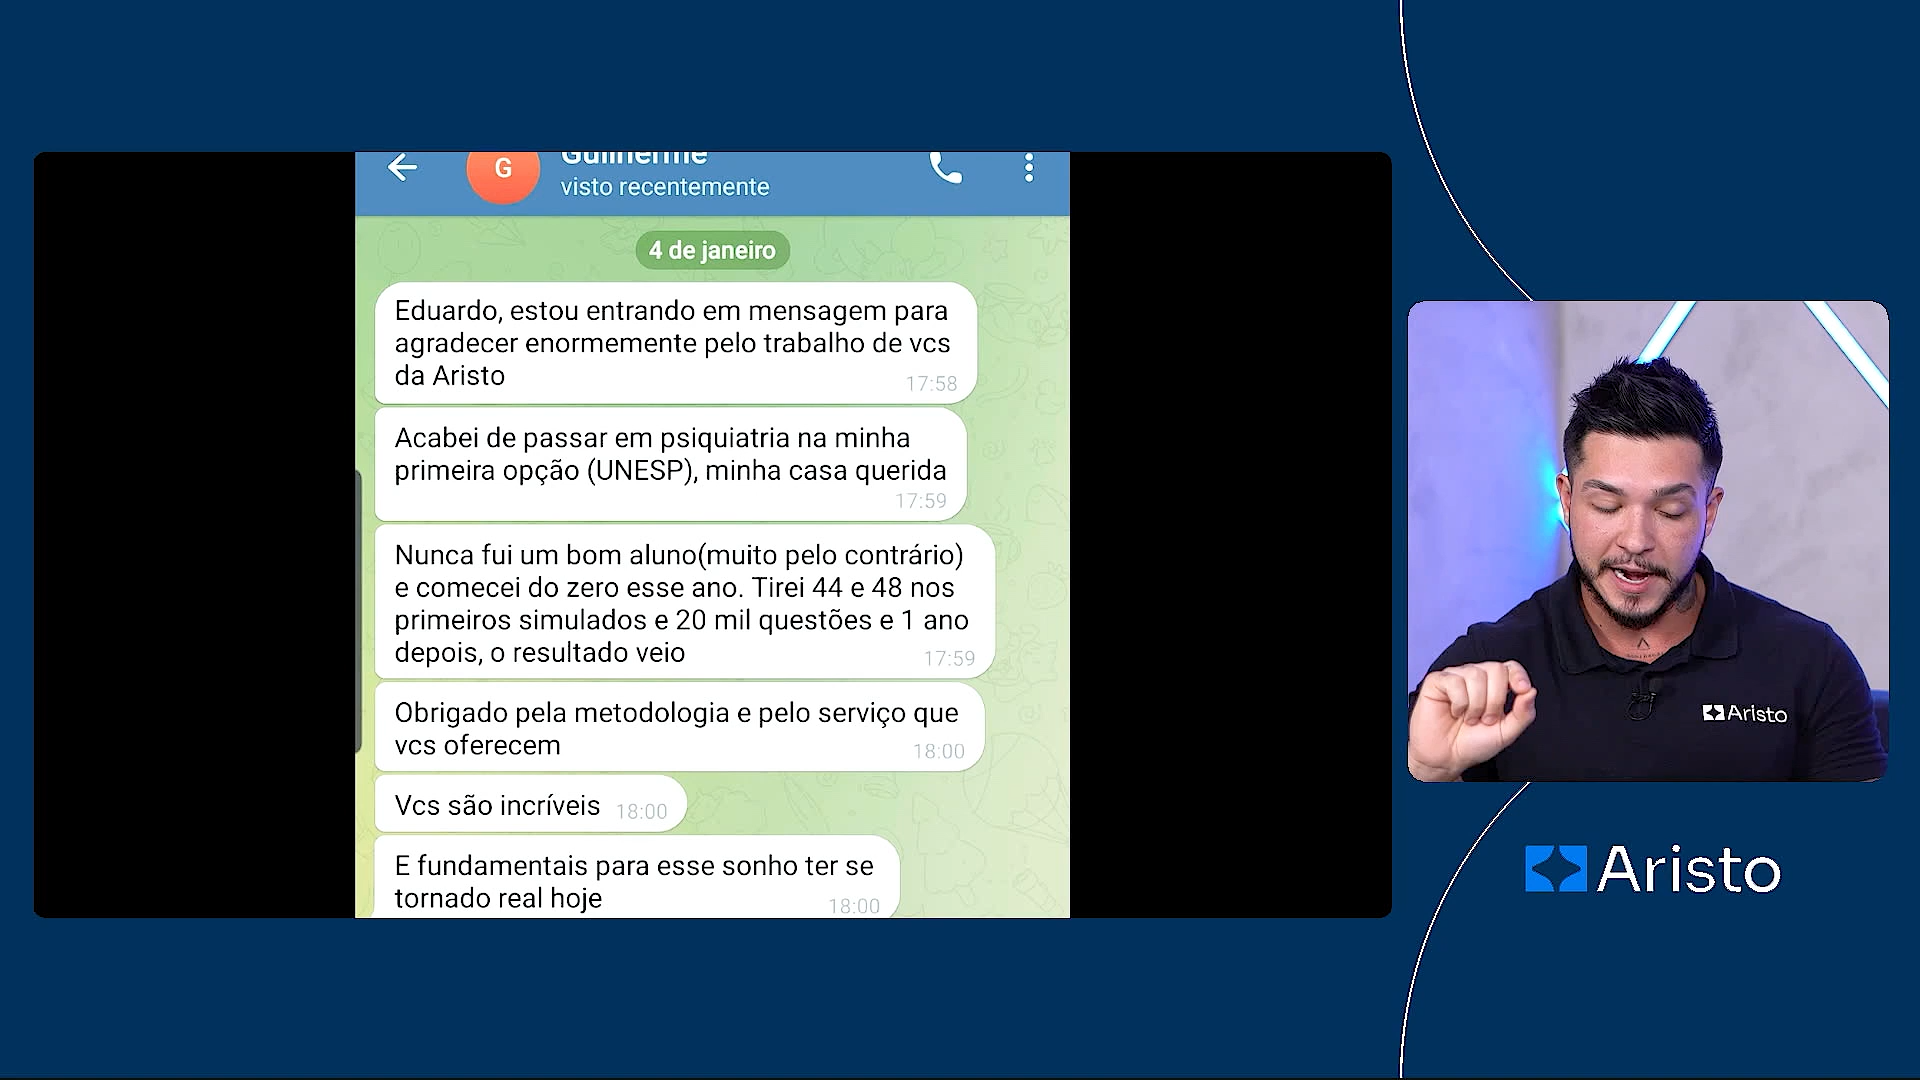 Guilherme
G
visto recentemente
4 de janeiro
Eduardo, estou entrando em mensagem para
agradecer enormemente pelo trabalho de vcs
da Aristo
17:58
Acabei de passar em psiquiatria na minha
primeira opção (UNESP), minha casa querida
17:59
Nunca fui um bom aluno(muito pelo contrário)
e comecei do zero esse ano. Tirei 44 e 48 nos
primeiros simulados e 20 mil questões e 1 ano
depois, o resultado veio
17:59
Obrigado pela metodologia e pelo serviço que
vcs oferecem
18:00
Vcs são incríveis 18:00
E fundamentais para esse sonho ter se
tornado real hoje
18:00
Aristo
Aristo